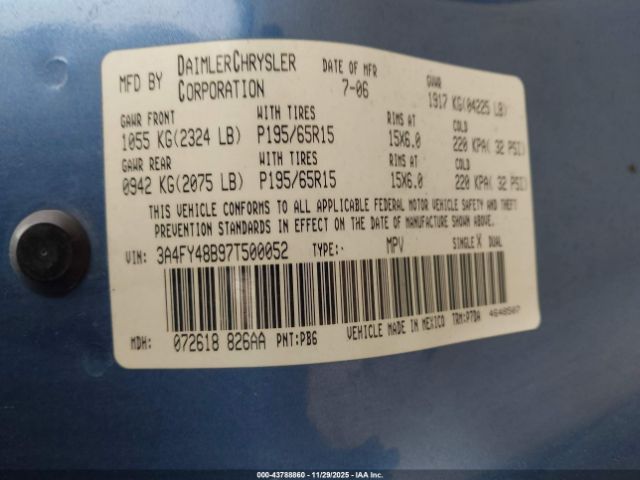 MFD BY DAIMLERCHRYSLER CORPORATION
DATE OF MFR 7-06
GVWR 1917 KG(04225 LB)
GAWR FRONT WITH TIRES RIMS AT COLD
1055 KG(2324 LB) P195/65R15 15X6.0 220 KPA( 32 PSI)
GAWR REAR WITH TIRES RIMS AT COLD
0942 KG(2075 LB) P195/65R15 15X6.0 220 KPA( 32 PSI)
THIS VEHICLE CONFORMS TO ALL APPLICABLE FEDERAL MOTOR VEHICLE SAFETY AND THEFT
PREVENTION STANDARDS IN EFFECT ON THE DATE OF MANUFACTURE SHOWN ABOVE.
VIN: 3A4FY48B97T500052 TYPE: MPV SINGLE X DUAL
MDH: 072618 826AA PNT:PB6 VEHICLE MADE IN MEXICO TRM:P7DA 4648507
000-43788860 - 11/29/2025 - IAA Inc.